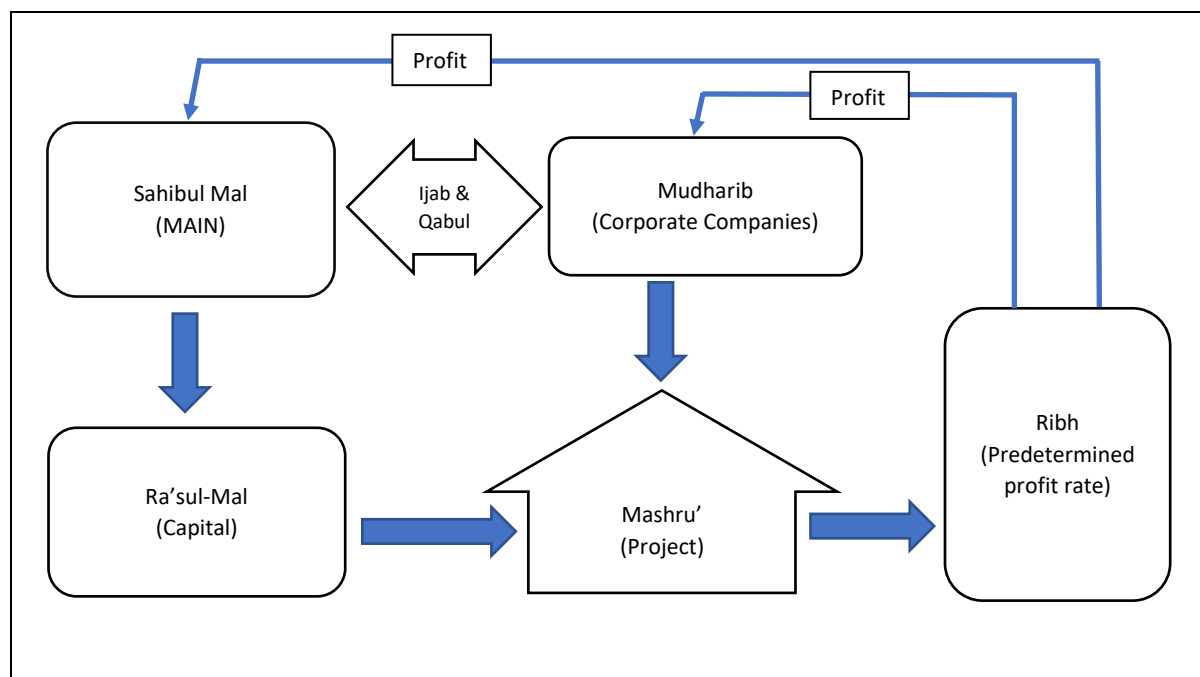 Profit
Profit
Sahibul Mal
(MAIN)
Ijab &
Qabul
Mudharib
(Corporate Companies)
Ra’sul-Mal
(Capital)
Mashru’
(Project)
Ribh
(Predetermined
profit rate)